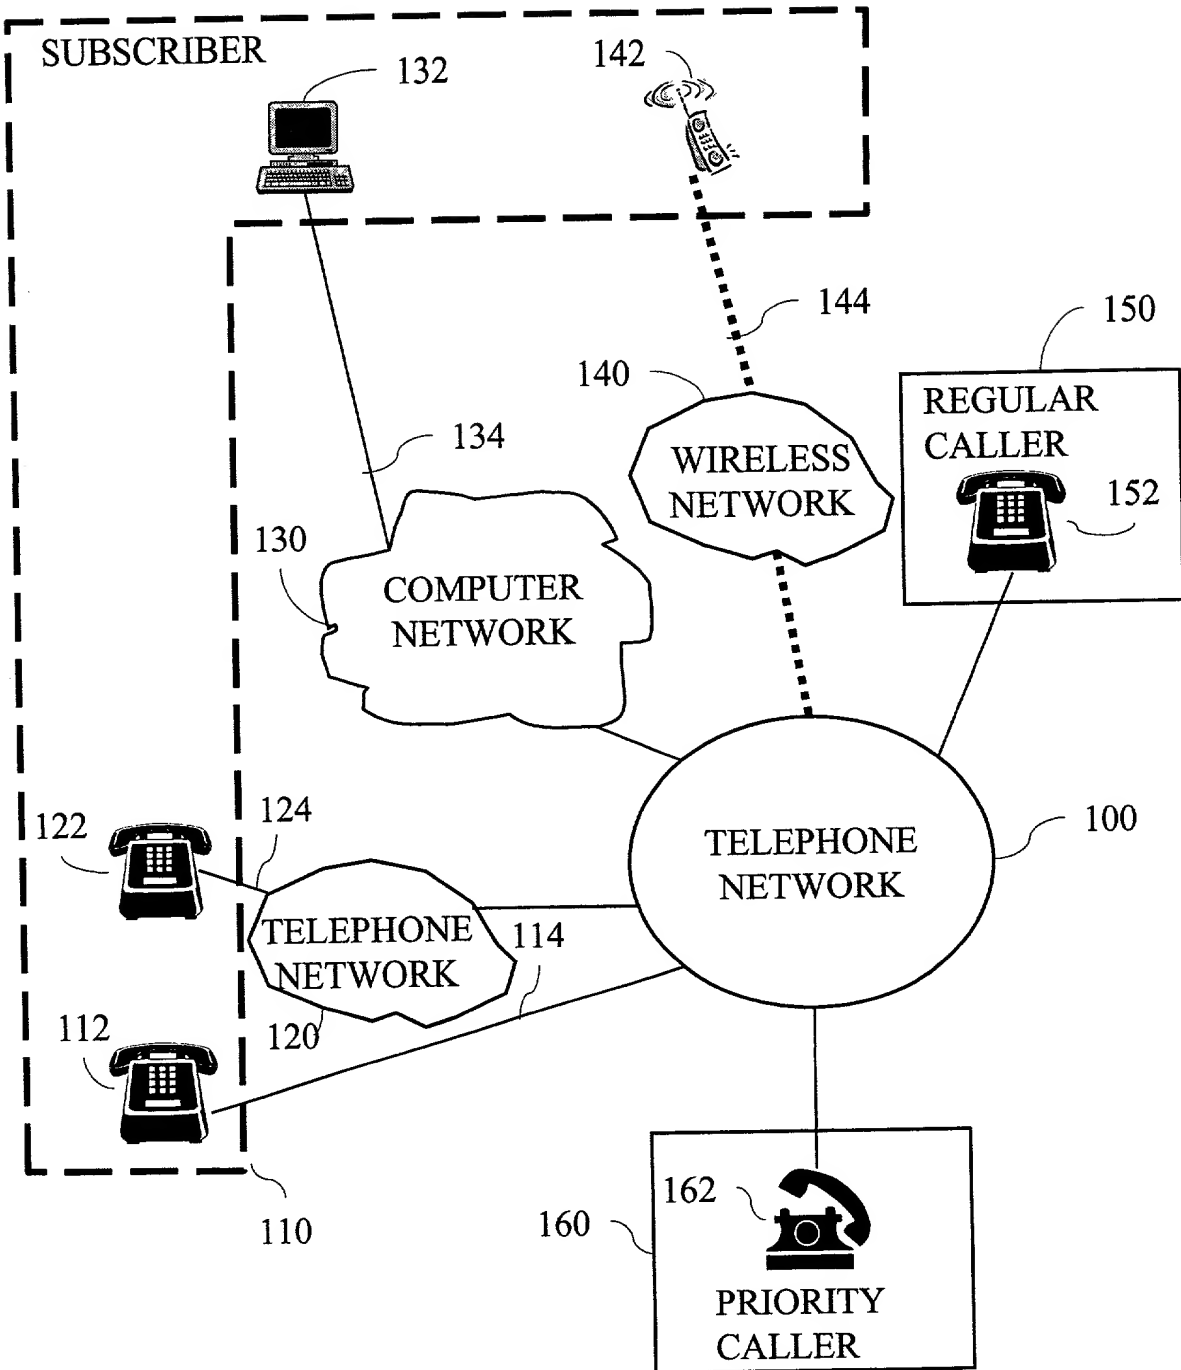 SUBSCRIBER
132
142
144
150
140
REGULAR
CALLER
134
WIRELESS
NETWORK
152
130
COMPUTER
NETWORK
124
122
100
TELEPHONE
NETWORK
TELEPHONE
NETWORK
114
112
120
162
110
160
PRIORITY
CALLER